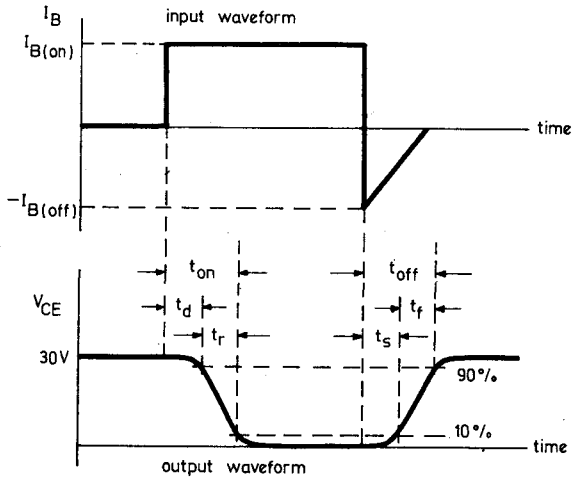 I_B
input waveform
I_B(on)
time
-I_B(off)
t_on
t_off
V_CE
t_d
t_f
t_r
t_s
30V
90%
10%
time
output waveform